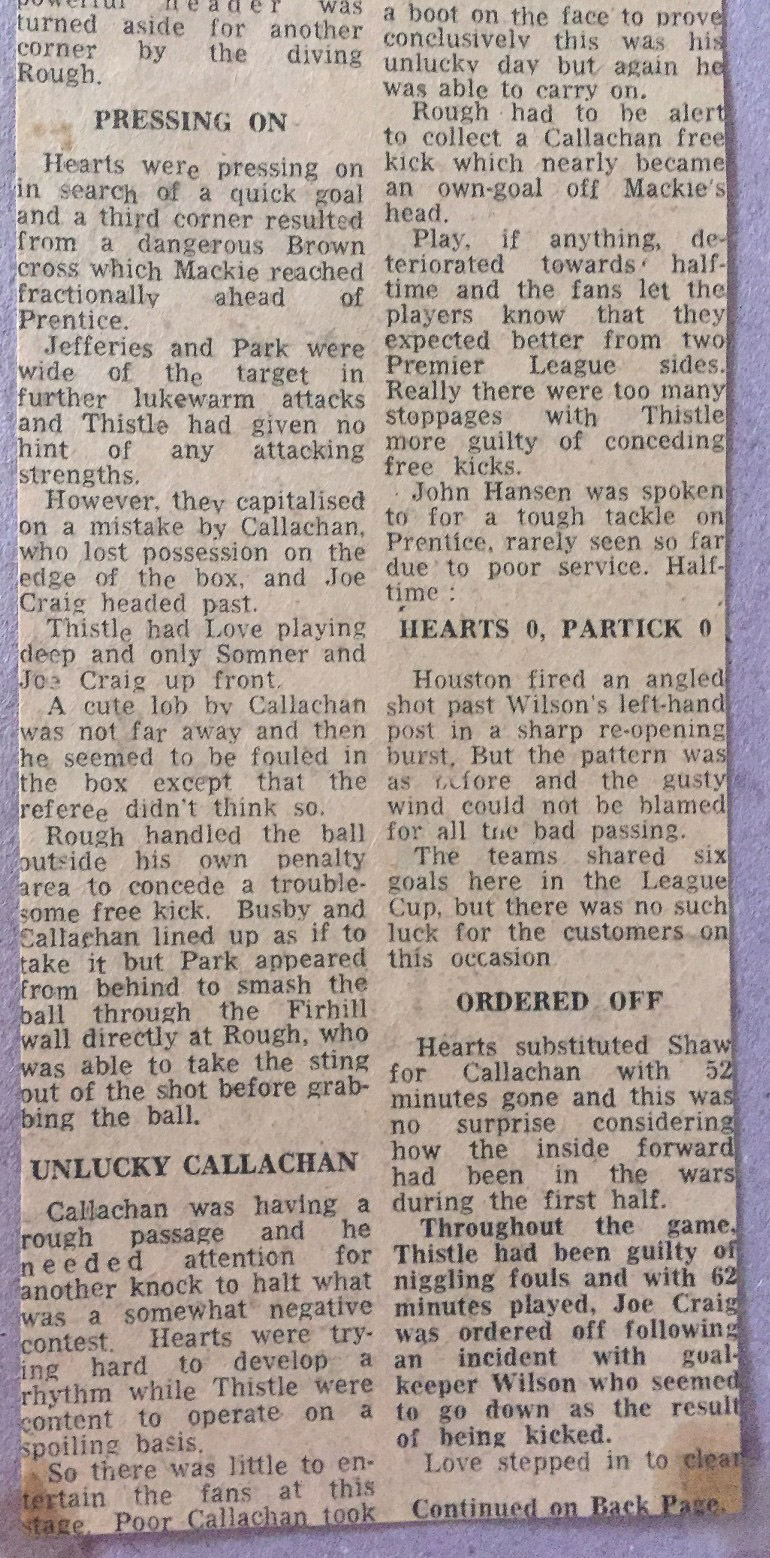 powerful header was
turned aside for another
corner by the diving
Rough.
PRESSING ON
Hearts were pressing on
in search of a quick goal
and a third corner resulted
from a dangerous Brown
cross which Mackie reached
fractionally ahead of
Prentice.
Jefferies and Park were
wide of the target in
further lukewarm attacks
and Thistle had given no
hint of any attacking
strengths.
However, they capitalised
on a mistake by Callachan,
who lost possession on the
edge of the box, and Joe
Craig headed past.
Thistle had Love playing
deep and only Somner and
Joe Craig up front.
A cute lob by Callachan
was not far away and then
he seemed to be fouled in
the box except that the
referee didn't think so.
Rough handled the ball
outside his own penalty
area to concede a trouble-
some free kick. Busby and
Callachan lined up as if to
take it but Park appeared
from behind to smash the
ball through the Firhill
wall directly at Rough, who
was able to take the sting
out of the shot before grab-
bing the ball.
UNLUCKY CALLACHAN
Callachan was having a
rough passage and he
needed attention for
another knock to halt what
was a somewhat negative
contest. Hearts were try-
ing hard to develop a
rhythm while Thistle were
content to operate on a
spoiling basis.
So there was little to en-
tertain the fans at this
stage. Poor Callachan took
a boot on the face to prove
conclusively this was his
unlucky day but again he
was able to carry on.
Rough had to be alert
to collect a Callachan free
kick which nearly became
an own-goal off Mackie's
head.
Play, if anything, de-
teriorated towards half-
time and the fans let the
players know that they
expected better from two
Premier League sides.
Really there were too many
stoppages with Thistle
more guilty of conceding
free kicks.
John Hansen was spoken
to for a tough tackle on
Prentice, rarely seen so far
due to poor service. Half-
time :
HEARTS 0, PARTICK 0
Houston fired an angled
shot past Wilson's left-hand
post in a sharp re-opening
burst. But the pattern was
as before and the gusty
wind could not be blamed
for all the bad passing.
The teams shared six
goals here in the League
Cup, but there was no such
luck for the customers on
this occasion
ORDERED OFF
Hearts substituted Shaw
for Callachan with 52
minutes gone and this was
no surprise considering
how the inside forward
had been in the wars
during the first half.
Throughout the game,
Thistle had been guilty of
niggling fouls and with 62
minutes played, Joe Craig
was ordered off following
an incident with goal-
keeper Wilson who seemed
to go down as the result
of being kicked.
Love stepped in to clear
Continued on Back Page.